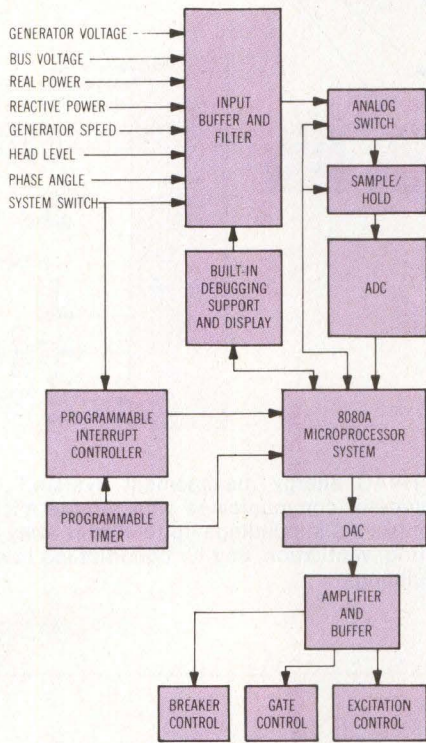 GENERATOR VOLTAGE
BUS VOLTAGE
REAL POWER
REACTIVE POWER
GENERATOR SPEED
HEAD LEVEL
PHASE ANGLE
SYSTEM SWITCH
INPUT
BUFFER AND
FILTER
ANALOG
SWITCH
SAMPLE/
HOLD
ADC
BUILT-IN
DEBUGGING
SUPPORT
AND DISPLAY
PROGRAMMABLE
INTERRUPT
CONTROLLER
8080A
MICROPROCESSOR
SYSTEM
PROGRAMMABLE
TIMER
DAC
AMPLIFIER
AND
BUFFER
BREAKER
CONTROL
GATE
CONTROL
EXCITATION
CONTROL